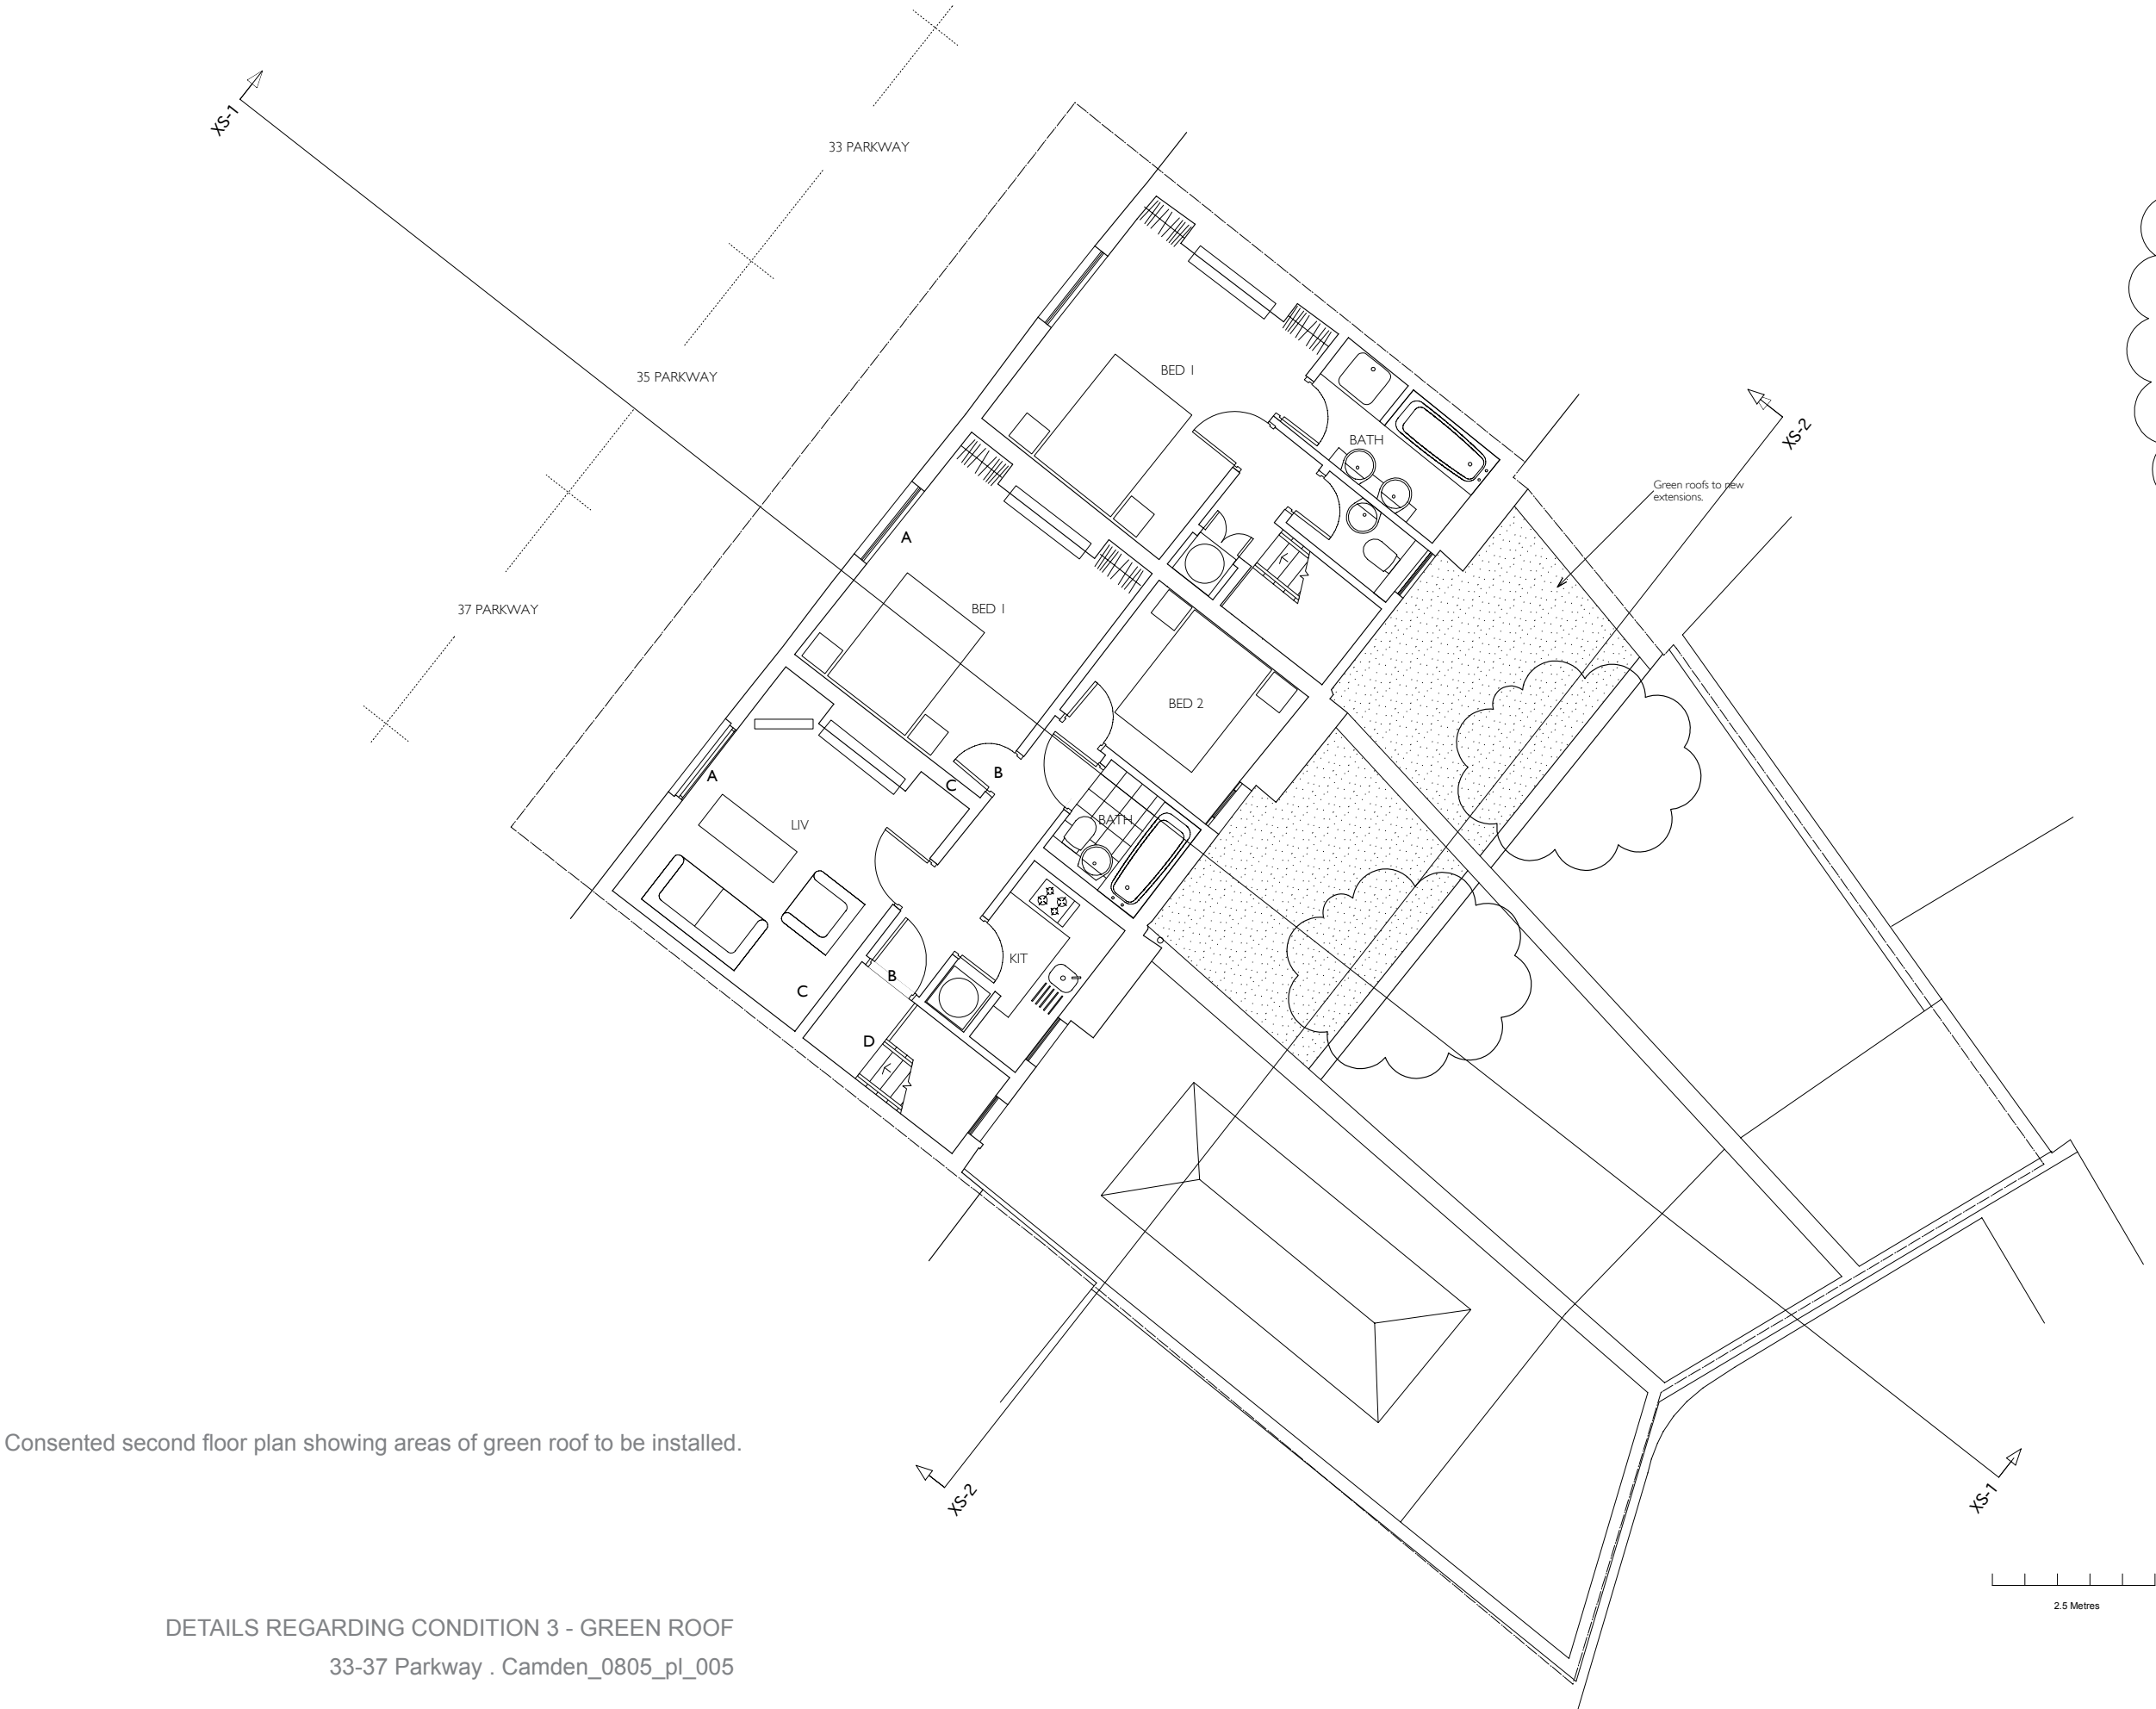 XS-1
33 PARKWAY
35 PARKWAY
37 PARKWAY
BED 1
BATH
XS-2
Green roofs to new
extensions.
A
BED 1
BED 2
A
B
C
LIV
BATH
KIT
B
C
D
Consented second floor plan showing areas of green roof to be installed.
XS-2
XS-1
2.5 Metres
DETAILS REGARDING CONDITION 3 - GREEN ROOF
33-37 Parkway . Camden_0805_pl_005